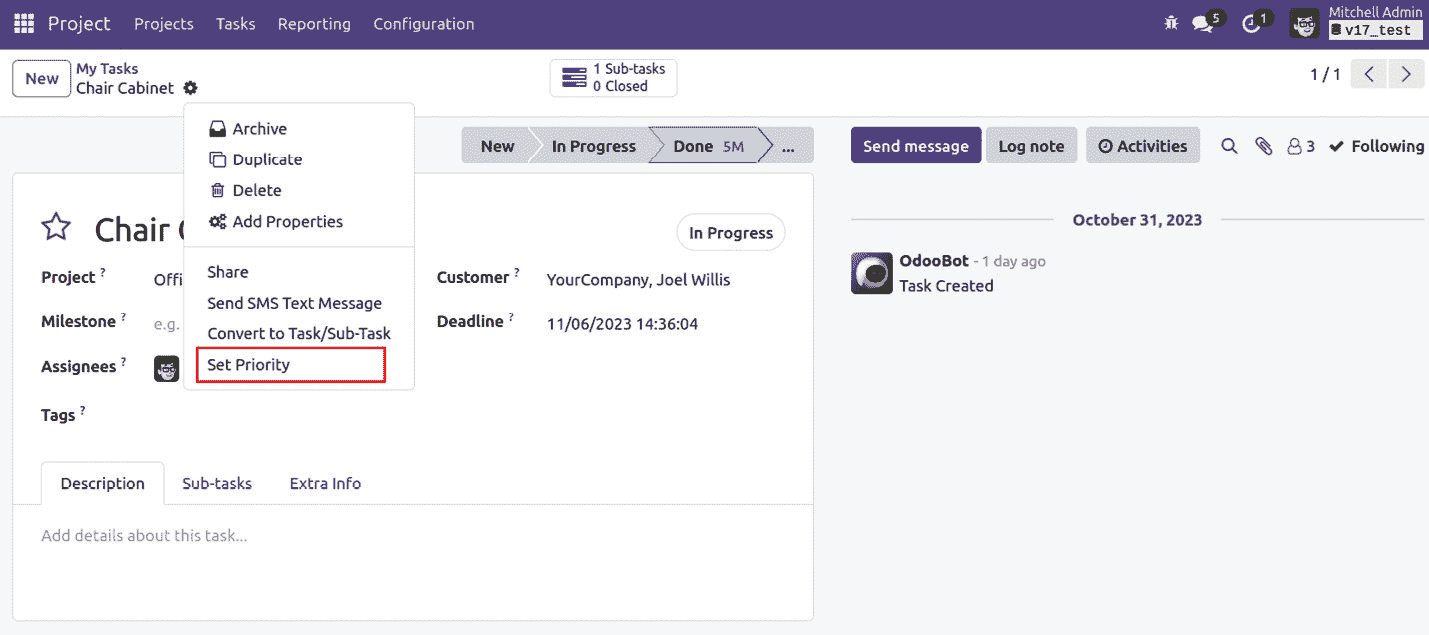 Project Projects Tasks Reporting Configuration 5 1 Mitchell Admin
v17_test
New My Tasks
Chair Cabinet
1 Sub-tasks
0 Closed
1 / 1
Archive
Duplicate
Delete
Add Properties
Share
Send SMS Text Message
Convert to Task/Sub-Task
Set Priority
New In Progress Done 5M ...
Send message Log note Activities 3 Following
Chair
In Progress
Project ?
Customer ? YourCompany, Joel Willis
Milestone ? e.g.
Deadline ? 11/06/2023 14:36:04
Assignees ?
Tags ?
Description Sub-tasks Extra Info
Add details about this task...
October 31, 2023
OdooBot - 1 day ago
Task Created